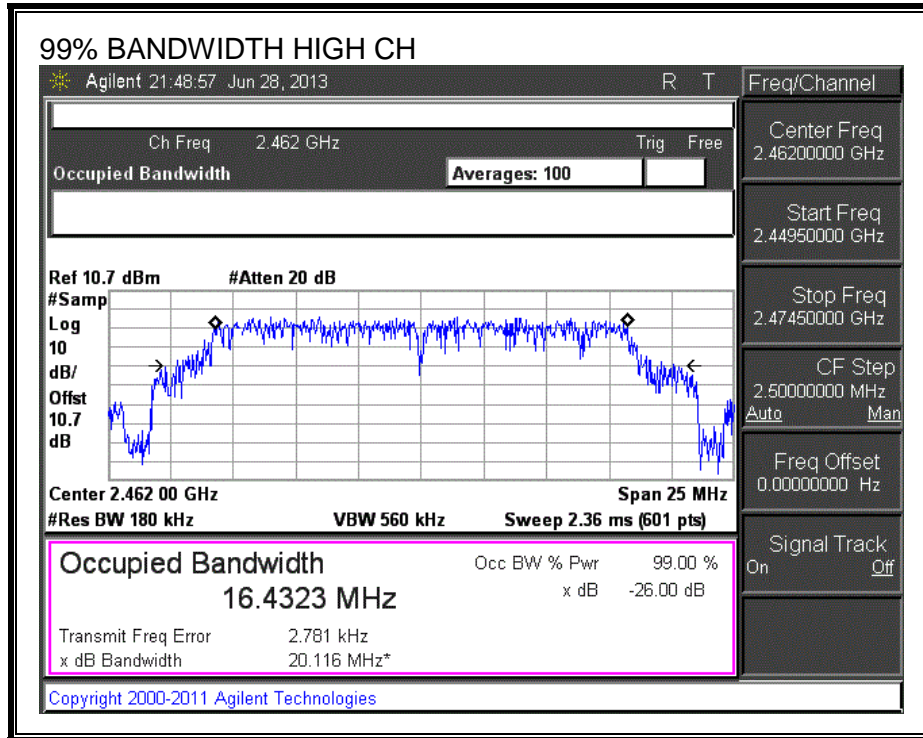 99% BANDWIDTH HIGH CH
Agilent 21:48:57 Jun 28, 2013 R T
Ch Freq 2.462 GHz Trig Free
Occupied Bandwidth Averages: 100
Ref 10.7 dBm #Atten 20 dB
#Samp
Log
10
dB/
Offst
10.7
dB
Center 2.462 00 GHz Span 25 MHz
#Res BW 180 kHz VBW 560 kHz Sweep 2.36 ms (601 pts)
Occupied Bandwidth Occ BW % Pwr 99.00 %
16.4323 MHz x dB -26.00 dB
Transmit Freq Error 2.781 kHz
x dB Bandwidth 20.116 MHz*
Copyright 2000-2011 Agilent Technologies
Freq/Channel
Center Freq
2.46200000 GHz
Start Freq
2.44950000 GHz
Stop Freq
2.47450000 GHz
CF Step
2.50000000 MHz
Auto Man
Freq Offset
0.00000000 Hz
Signal Track
On Off